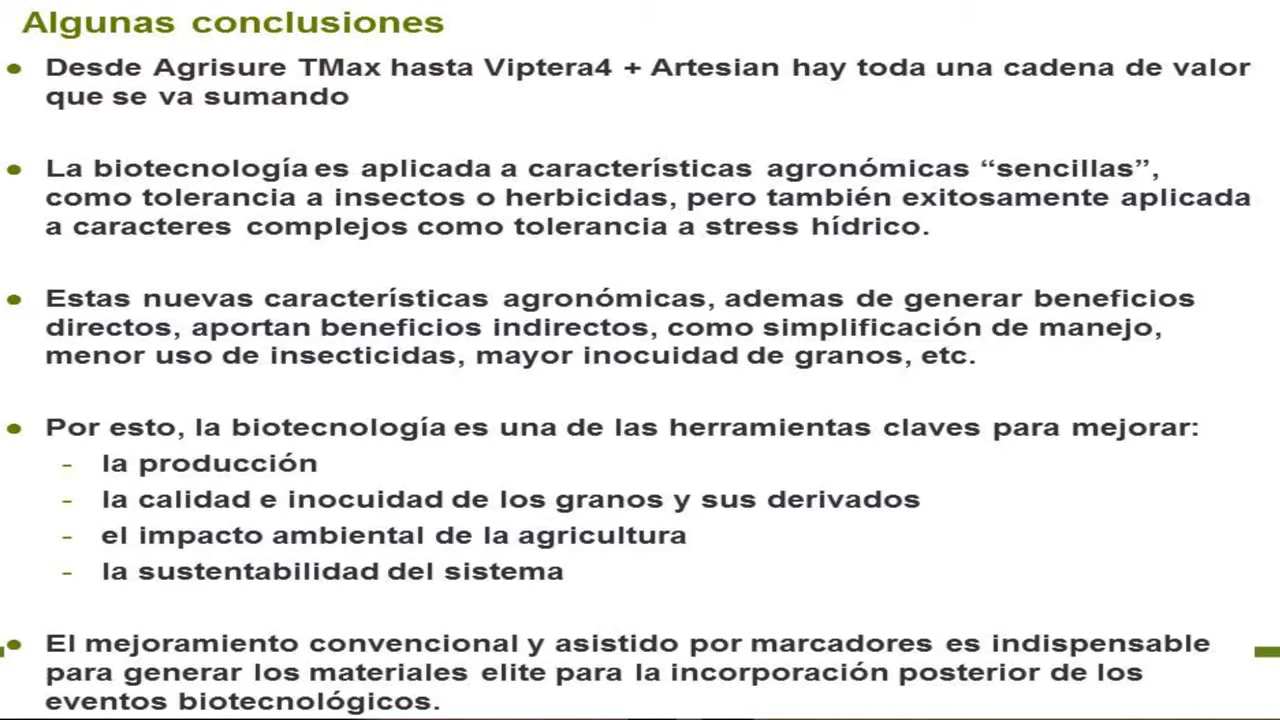 Algunas conclusiones
• Desde Agrisure TMax hasta Viptera4 + Artesian hay toda una cadena de valor
que se va sumando
• La biotecnología es aplicada a características agronómicas “sencillas”,
como tolerancia a insectos o herbicidas, pero también exitosamente aplicada
a caracteres complejos como tolerancia a stress hídrico.
• Estas nuevas características agronómicas, ademas de generar beneficios
directos, aportan beneficios indirectos, como simplificación de manejo,
menor uso de insecticidas, mayor inocuidad de granos, etc.
• Por esto, la biotecnología es una de las herramientas claves para mejorar:
- la producción
- la calidad e inocuidad de los granos y sus derivados
- el impacto ambiental de la agricultura
- la sustentabilidad del sistema
• El mejoramiento convencional y asistido por marcadores es indispensable
para generar los materiales elite para la incorporación posterior de los
eventos biotecnológicos.